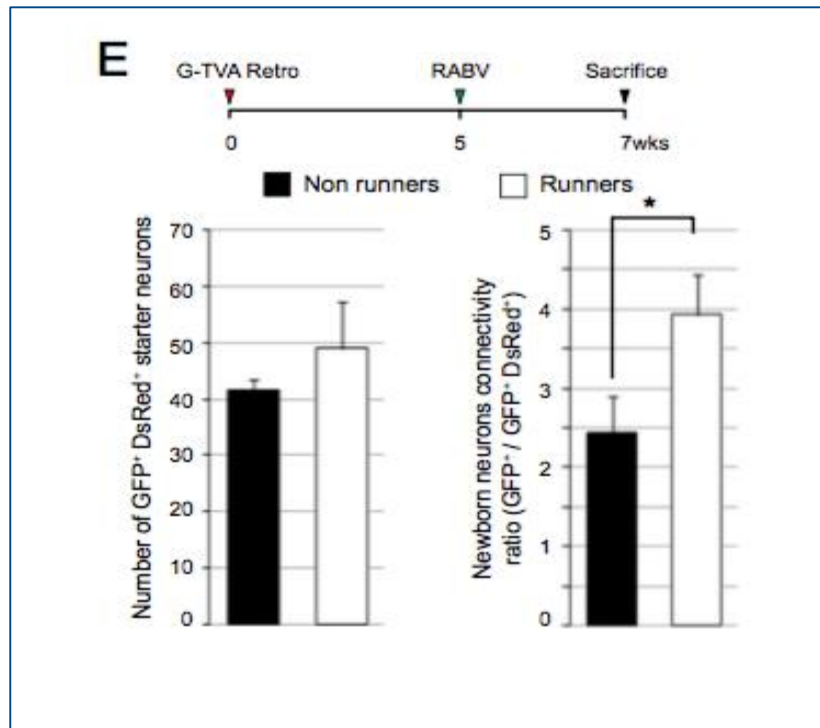 E
G-TVA Retro RABV Sacrifice
0 5 7wks
Non runners Runners
Number of GFP⁺ DsRed⁺ starter neurons
70
60
50
40
30
20
10
0
Newborn neurons connectivity
ratio (GFP⁺ / GFP⁺ DsRed⁺)
5
4
3
2
1
0
*